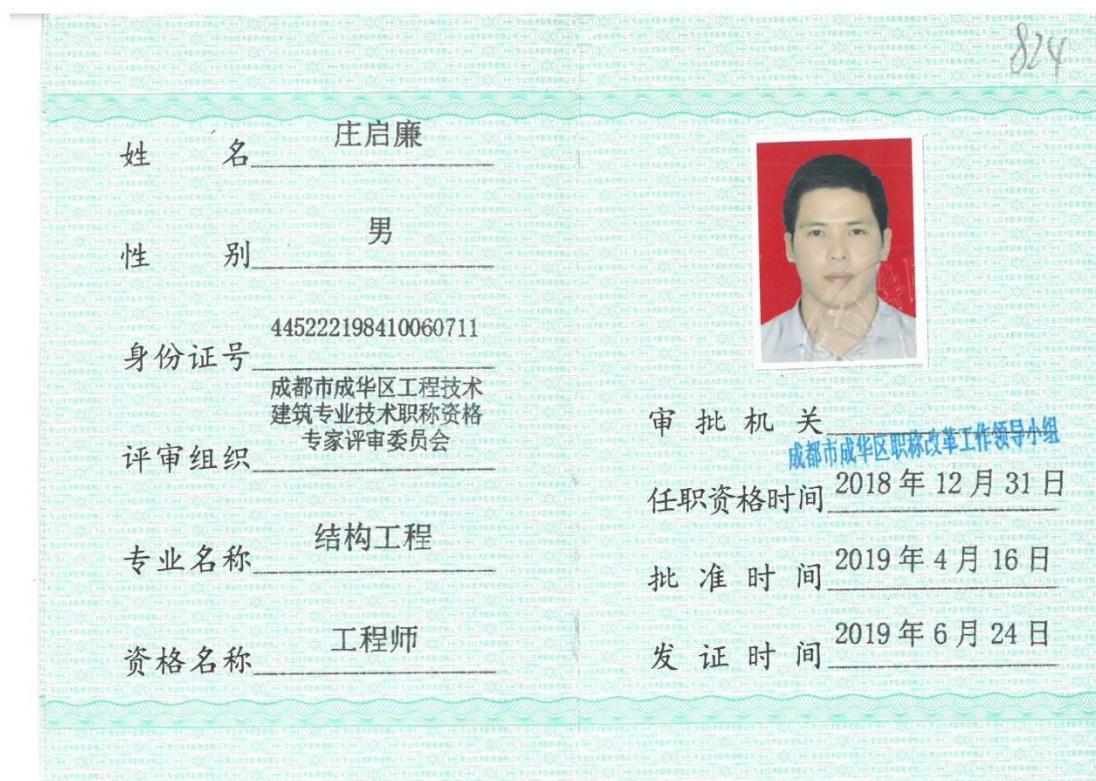 824
姓 名 庄启廉
性 别 男
身份证号 445222198410060711
评审组织 成都市成华区工程技术
建筑专业技术职称资格
专家评审委员会
专业名称 结构工程
资格名称 工程师
审批机关 成都市成华区职称改革工作领导小组
任职资格时间 2018 年 12 月 31 日
批准时间 2019 年 4 月 16 日
发证时间 2019 年 6 月 24 日